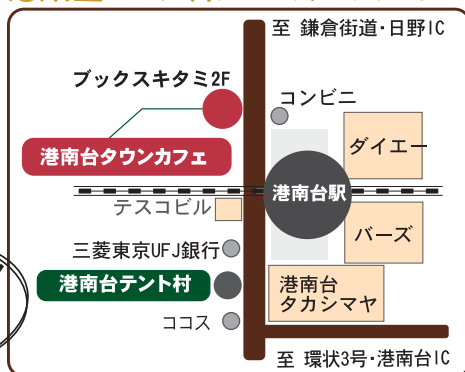 至 鎌倉街道・日野IC
ブックスキタミ2F
コンビニ
港南台タウンカフェ
ダイエー
港南台駅
テスコビル
バーズ
三菱東京UFJ銀行
港南台テント村
港南台
タカシマヤ
ココス
至 環状3号・港南台IC